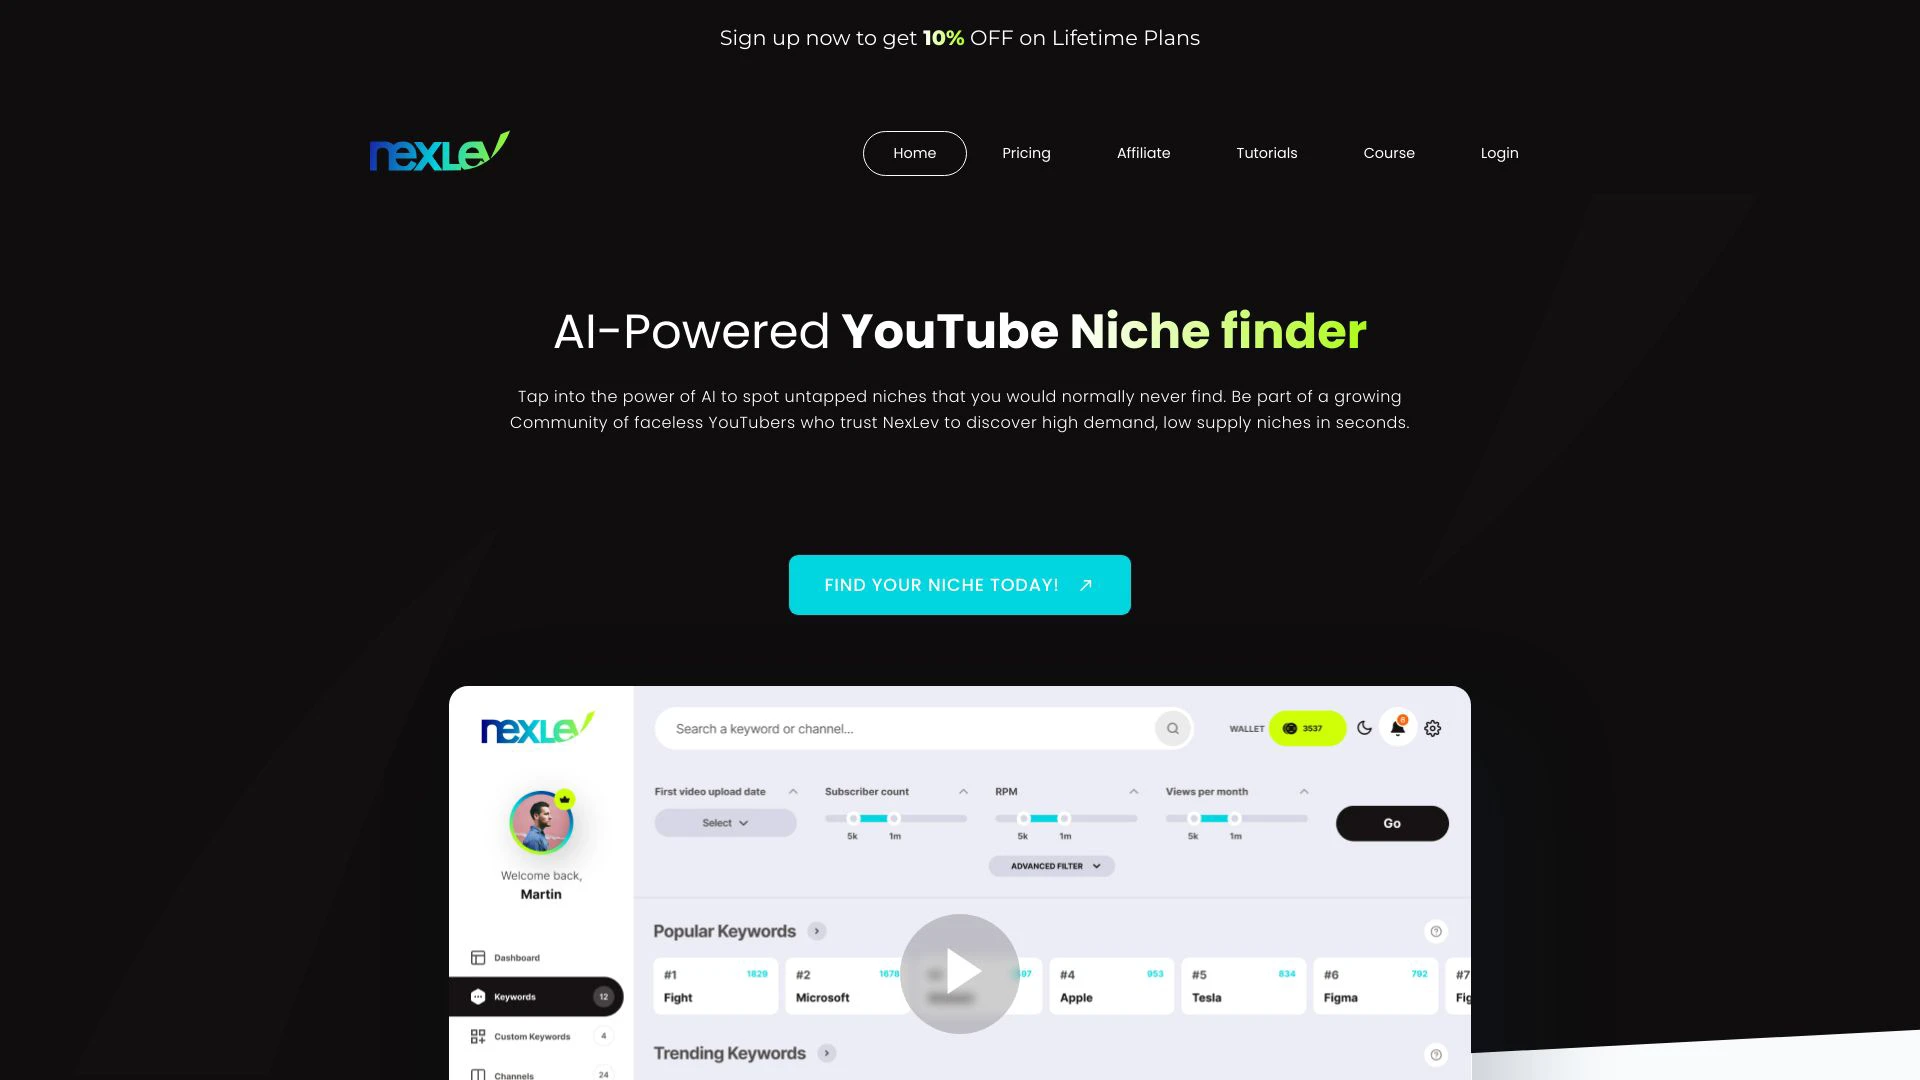 Sign up now to get 10% OFF on Lifetime Plans
nexLev
Home
Pricing
Affiliate
Tutorials
Course
Login
AI-Powered YouTube Niche finder
Tap into the power of AI to spot untapped niches that you would normally never find. Be part of a growing
Community of faceless YouTubers who trust NexLev to discover high demand, low supply niches in seconds.
FIND YOUR NICHE TODAY!
nexLev
Search a keyword or channel...
WALLET
3537
8
First video upload date
Select
Subscriber count
5k
1m
RPM
5k
1m
Views per month
5k
1m
Go
ADVANCED FILTER
Welcome back,
Martin
Dashboard
Keywords
12
Custom Keywords
4
Channels
24
Popular Keywords
#1
1829
Fight
#2
1678
Microsoft
#4
953
Apple
#5
834
Tesla
#6
792
Figma
#7
Fig
Trending Keywords